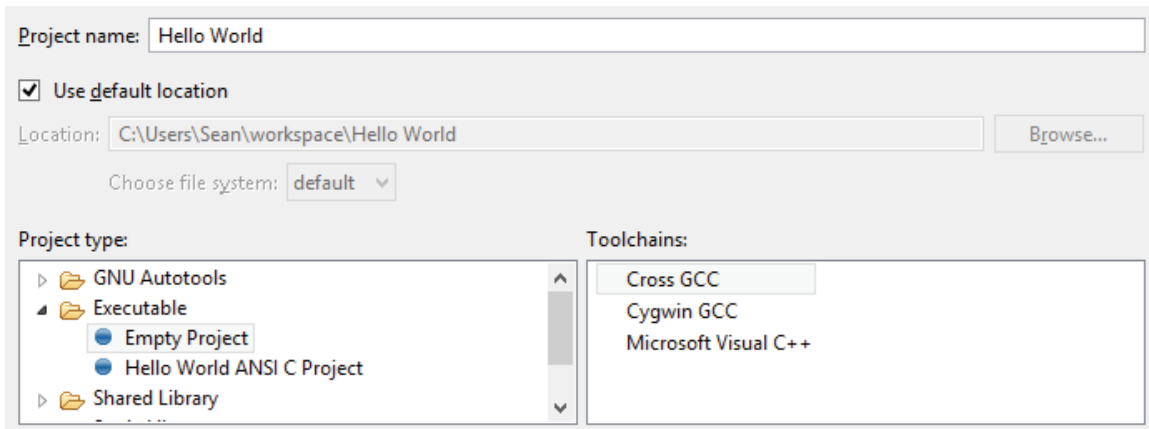 Project name: Hello World
Use default location
Location: C:\Users\Sean\workspace\Hello World Browse...
Choose file system: default
Project type:
GNU Autotools
Executable
Empty Project
Hello World ANSI C Project
Shared Library
Toolchains:
Cross GCC
Cygwin GCC
Microsoft Visual C++